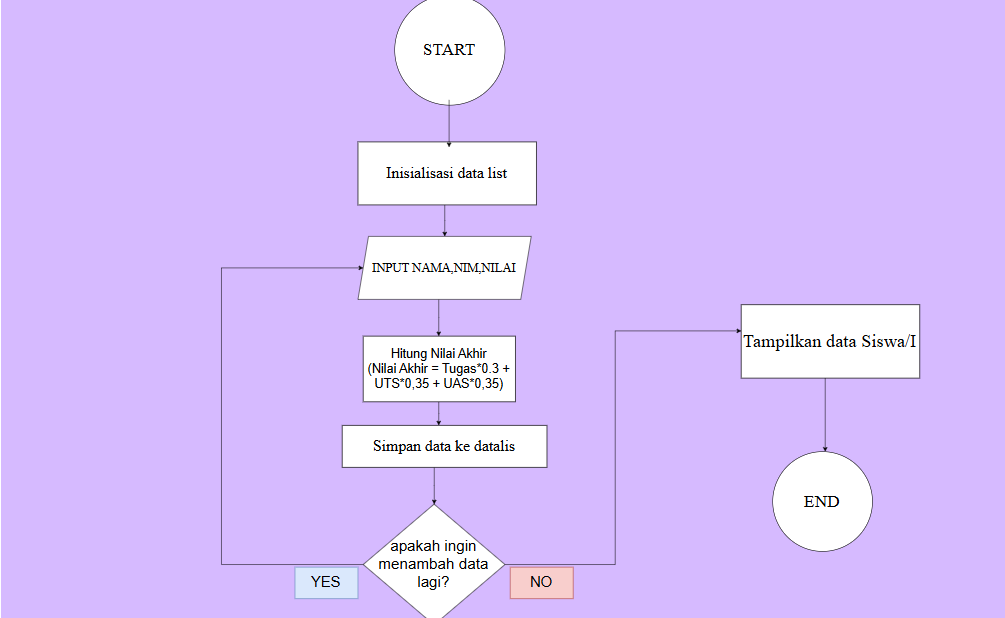 START
Inisialisasi data list
INPUT NAMA,NIM,NILAI
Hitung Nilai Akhir
(Nilai Akhir = Tugas*0.3 +
UTS*0,35 + UAS*0,35)
Simpan data ke datalis
apakah ingin
menambah data
lagi?
YES
NO
Tampilkan data Siswa/I
END